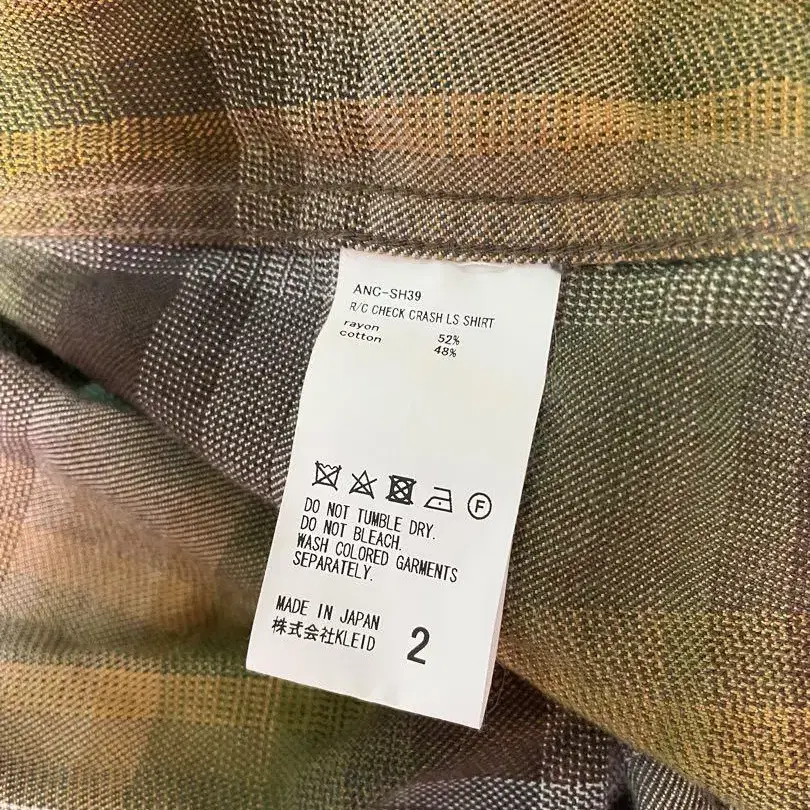 ANC-SH39
R/C CHECK CRASH LS SHIRT
rayon 52%
cotton 48%
F
DO NOT TUMBLE DRY.
DO NOT BLEACH.
WASH COLORED GARMENTS
SEPARATELY.
MADE IN JAPAN
株式会社KLEID
2